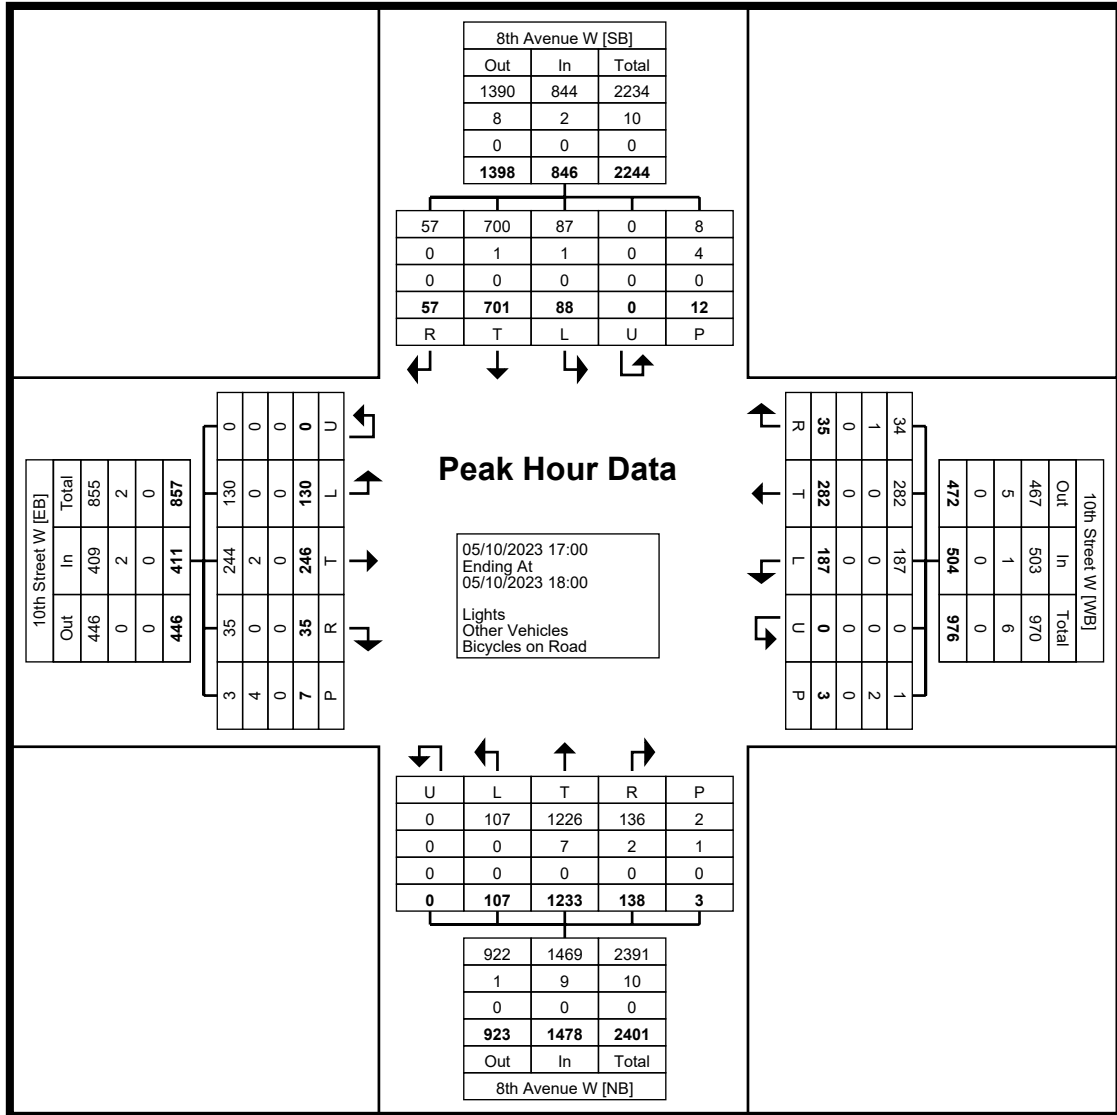 8th Avenue W [SB]
Out In Total
1390 844 2234
8 2 10
0 0 0
1398 846 2244
57 700 87 0 8
0 1 1 0 4
0 0 0 0 0
57 701 88 0 12
R T L U P
10th Street W [EB]
Total In Out
855 409 446
2 2 0
0 0 0
857 411 446
0 130 244 35 3
0 0 2 0 4
0 0 0 0 0
0 130 246 35 7
U L T R P
Peak Hour Data
05/10/2023 17:00
Ending At
05/10/2023 18:00
Lights
Other Vehicles
Bicycles on Road
R T L U P
35 282 187 0 3
0 0 0 0 0
1 0 0 0 2
34 282 187 0 1
10th Street W [WB]
Out In Total
467 503 970
5 1 6
0 0 0
472 504 976
U L T R P
0 107 1226 136 2
0 0 7 2 1
0 0 0 0 0
0 107 1233 138 3
922 1469 2391
1 9 10
0 0 0
923 1478 2401
Out In Total
8th Avenue W [NB]